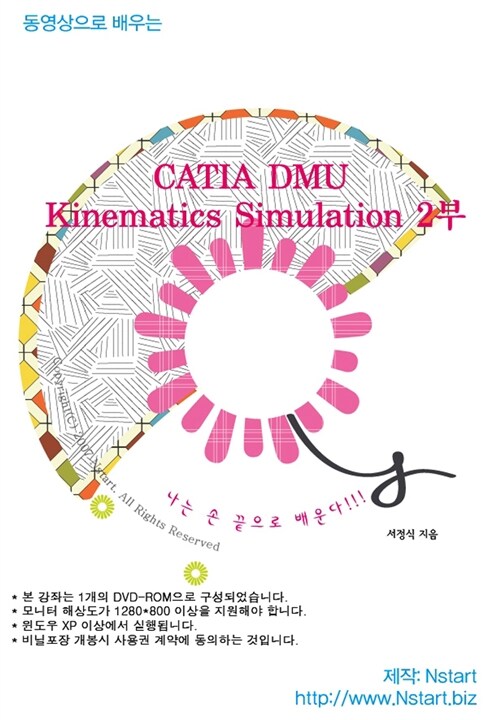 동영상으로 배우는
CATIA DMU
Kinematics Simulation 2부
Copyright(C) 2007 Nstart. All Rights Reserved
나는 손 끝으로 배운다!!!
서정식 지음
* 본 강좌는 1개의 DVD-ROM으로 구성되었습니다.
* 모니터 해상도가 1280*800 이상을 지원해야 합니다.
* 윈도우 XP 이상에서 실행됩니다.
* 비닐포장 개봉시 사용권 계약에 동의하는 것입니다.
제작: Nstart
http://www.Nstart.biz